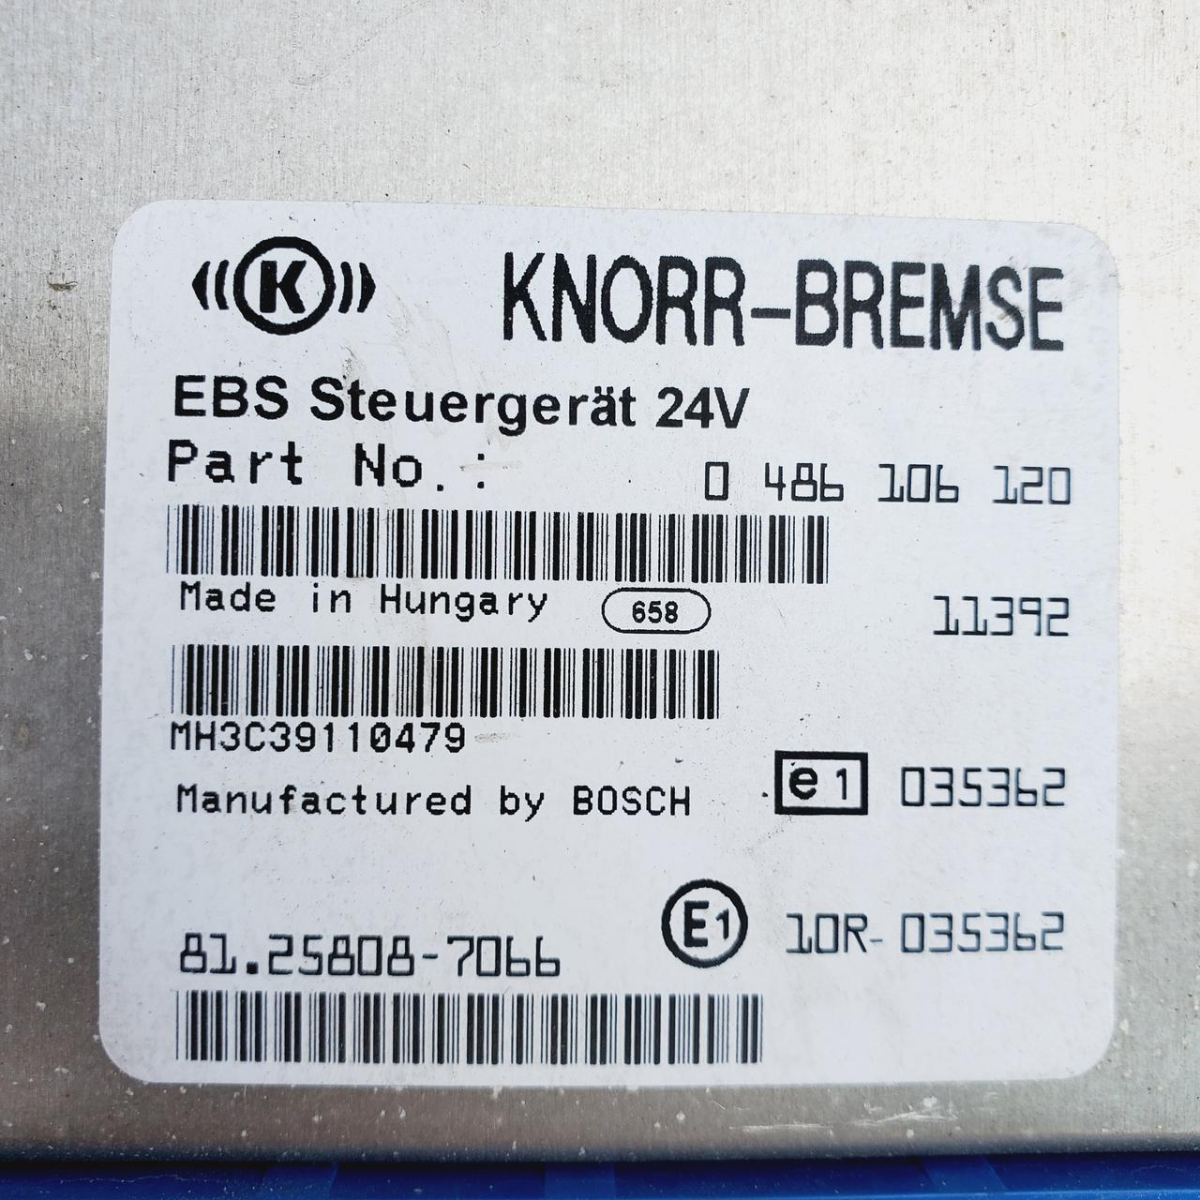 K KNORR-BREMSE
EBS Steuergerät 24V
Part No.: 0 486 106 120
Made in Hungary 658 11392
MH3C39110479
Manufactured by BOSCH e1 035362
81.25808-7066 E1 10R-035362